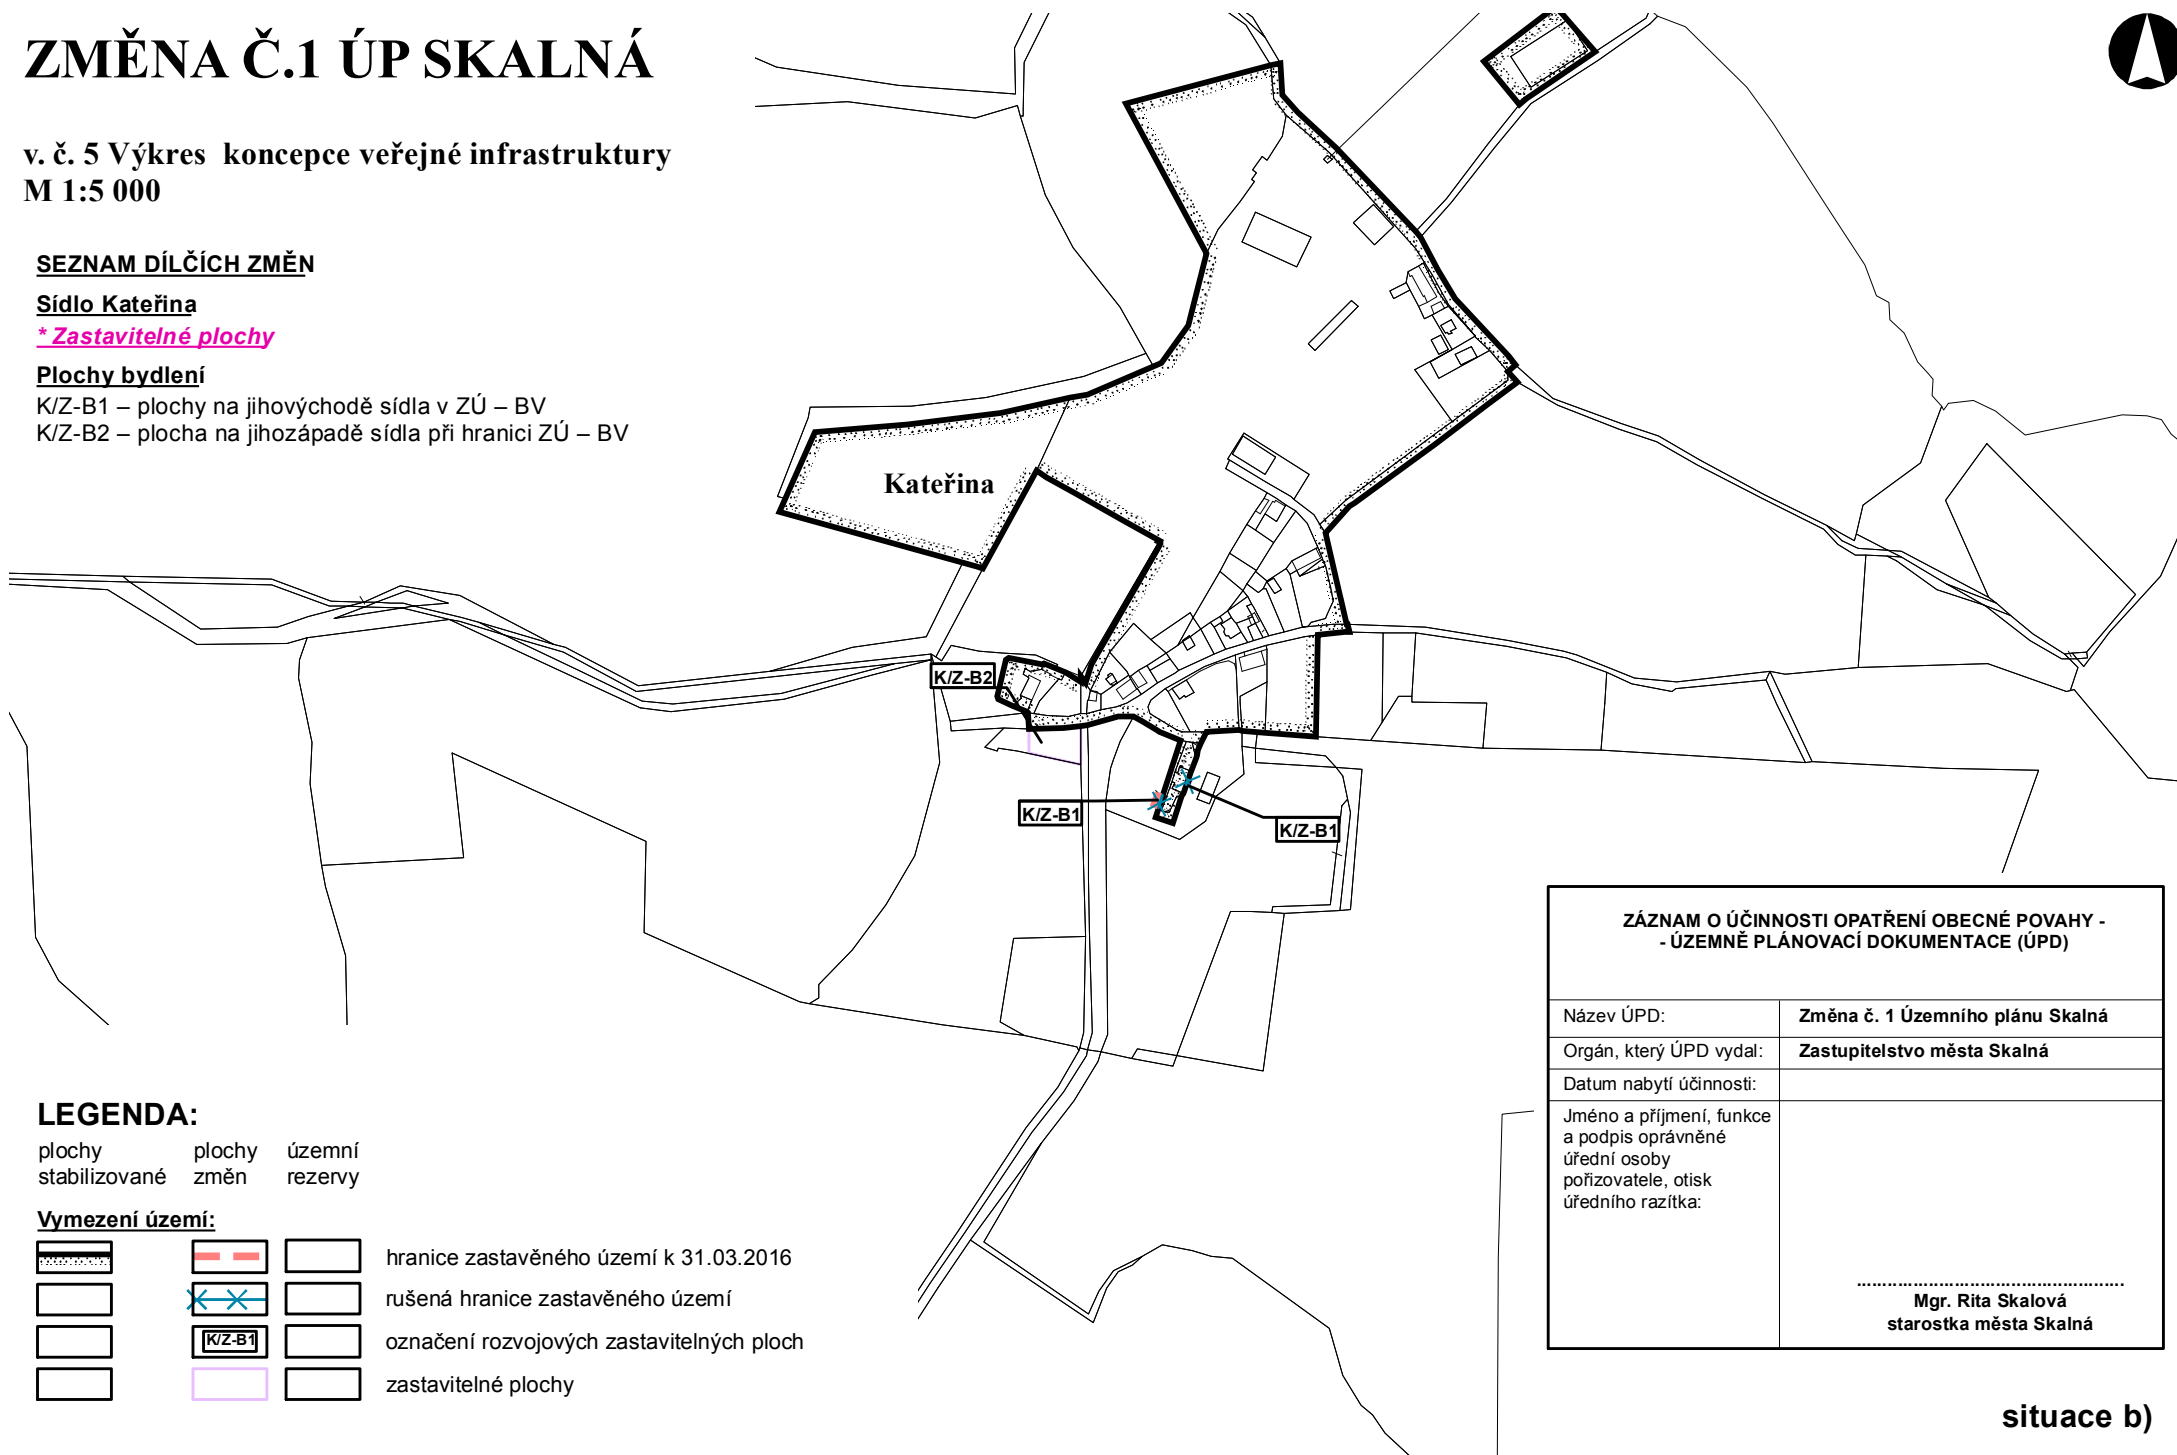 ZMĚNA Č.1 ÚP SKALNÁ
v. č. 5 Výkres koncepce veřejné infrastruktury
M 1:5 000
SEZNAM DÍLČÍCH ZMĚN
Sídlo Kateřina
* Zastavitelné plochy
Plochy bydlení
K/Z-B1 – plochy na jihovýchodě sídla v ZÚ – BV
K/Z-B2 – plocha na jihozápadě sídla při hranici ZÚ – BV
Kateřina
K/Z-B2
K/Z-B1
K/Z-B1
ZÁZNAM O ÚČINNOSTI OPATŘENÍ OBECNÉ POVAHY -
- ÚZEMNĚ PLÁNOVACÍ DOKUMENTACE (ÚPD)
Název ÚPD: Změna č. 1 Územního plánu Skalná
Orgán, který ÚPD vydal: Zastupitelstvo města Skalná
Datum nabytí účinnosti:
Jméno a příjmení, funkce
a podpis oprávněné
úřední osoby
pořizovatele, otisk
úředního razítka:
.....................................................
Mgr. Rita Skalová
starostka města Skalná
LEGENDA:
plochy plochy územní
stabilizované změn rezervy
Vymezení území:
hranice zastavěného území k 31.03.2016
rušená hranice zastavěného území
K/Z-B1 označení rozvojových zastavitelných ploch
zastavitelné plochy
situace b)